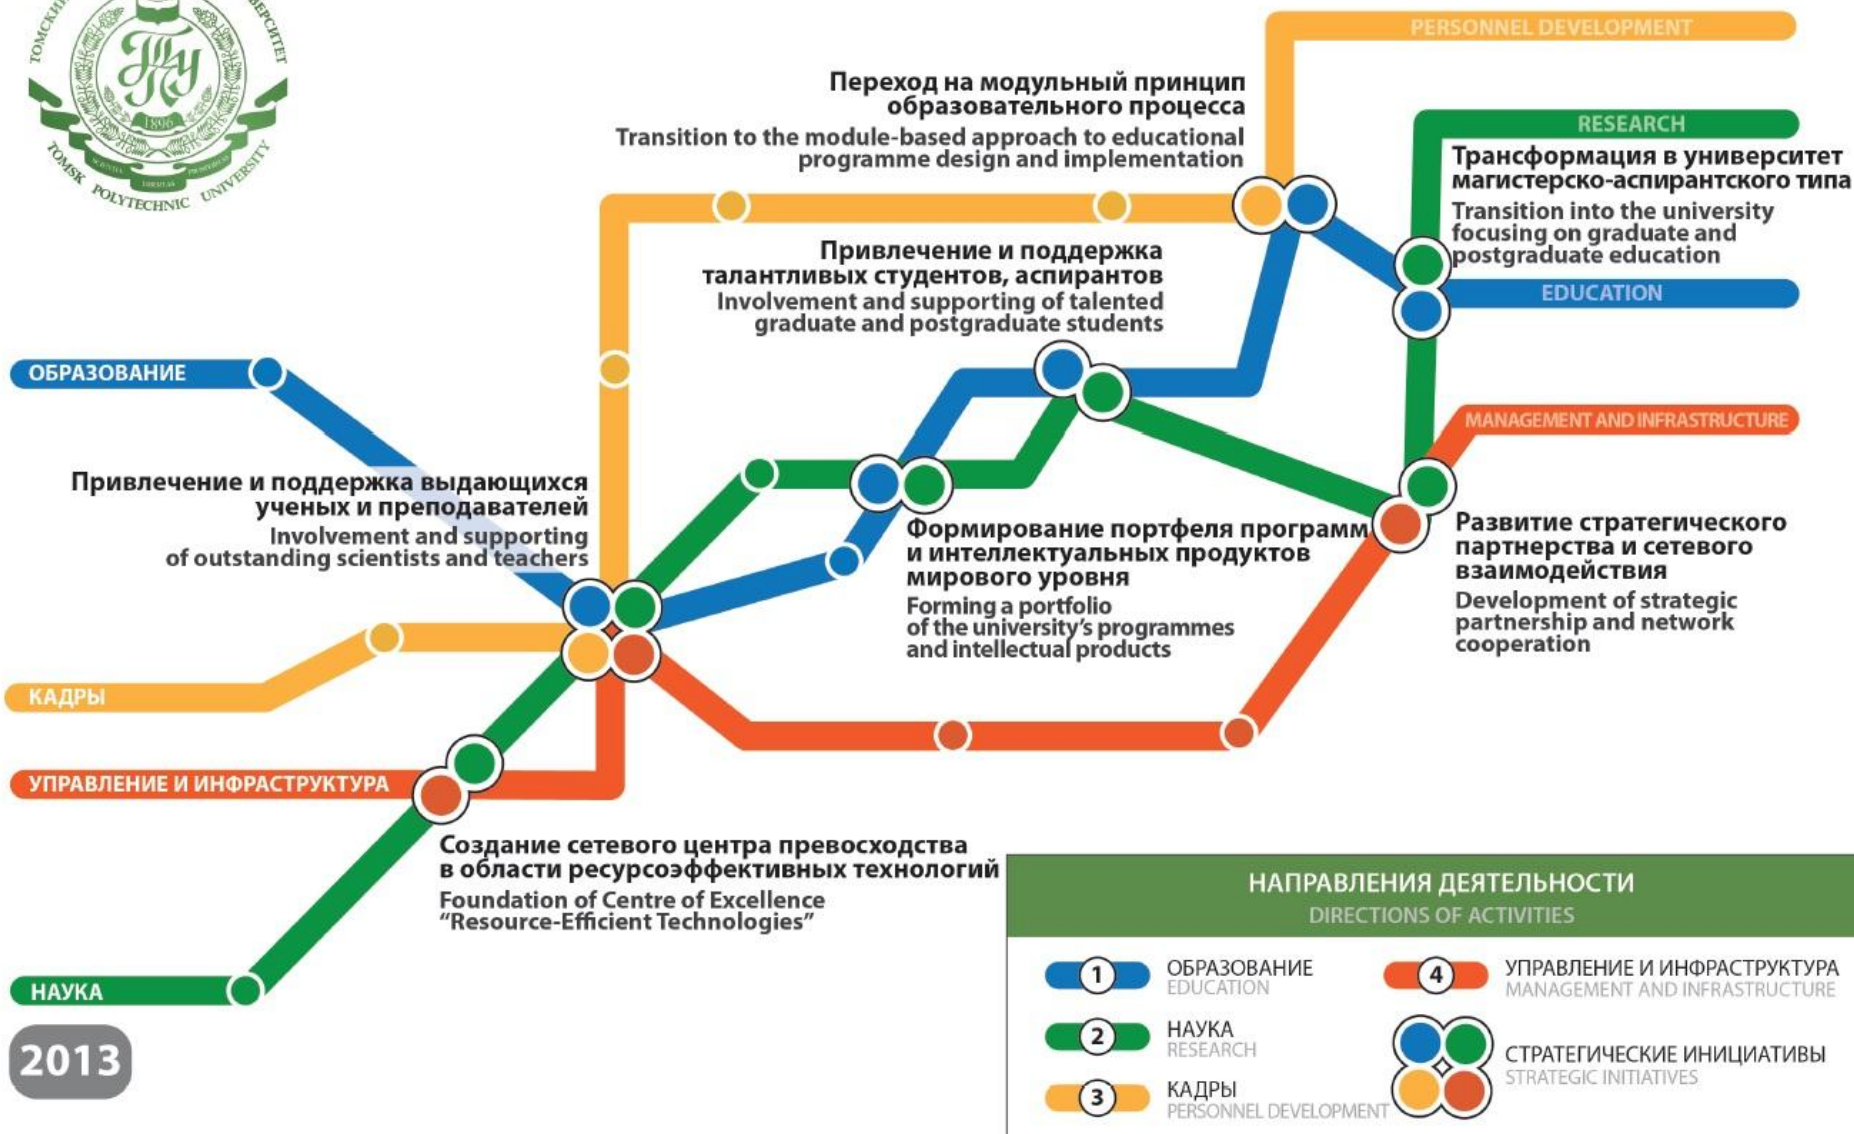 ТОМСКИЙ
ВЕРСИТЕТ
1896
TOMSK POLYTECHNIC UNIVERSITY
PERSONNEL DEVELOPMENT
Переход на модульный принцип
образовательного процесса
Transition to the module-based approach to educational
programme design and implementation
RESEARCH
Трансформация в университет
магистерско-аспирантского типа
Transition into the university
focusing on graduate and
postgraduate education
EDUCATION
Привлечение и поддержка
талантливых студентов, аспирантов
Involvement and supporting of talented
graduate and postgraduate students
ОБРАЗОВАНИЕ
MANAGEMENT AND INFRASTRUCTURE
Привлечение и поддержка выдающихся
ученых и преподавателей
Involvement and supporting
of outstanding scientists and teachers
Формирование портфеля программ
и интеллектуальных продуктов
мирового уровня
Forming a portfolio
of the university's programmes
and intellectual products
Развитие стратегического
партнерства и сетевого
взаимодействия
Development of strategic
partnership and network
cooperation
КАДРЫ
УПРАВЛЕНИЕ И ИНФРАСТРУКТУРА
Создание сетевого центра превосходства
в области ресурсоэффективных технологий
Foundation of Centre of Excellence
“Resource-Efficient Technologies”
НАУКА
2013
НАПРАВЛЕНИЯ ДЕЯТЕЛЬНОСТИ
DIRECTIONS OF ACTIVITIES
1 ОБРАЗОВАНИЕ
EDUCATION
2 НАУКА
RESEARCH
3 КАДРЫ
PERSONNEL DEVELOPMENT
4 УПРАВЛЕНИЕ И ИНФРАСТРУКТУРА
MANAGEMENT AND INFRASTRUCTURE
СТРАТЕГИЧЕСКИЕ ИНИЦИАТИВЫ
STRATEGIC INITIATIVES